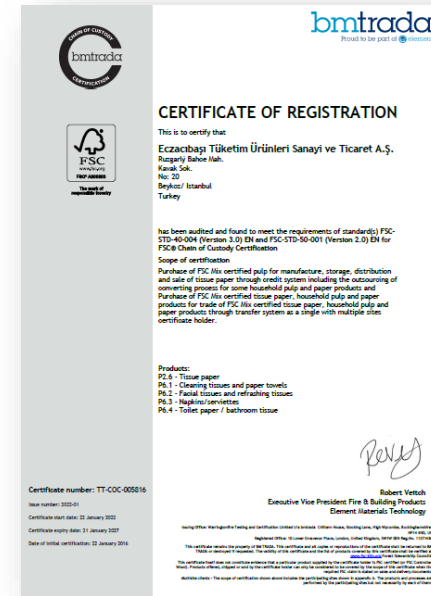 CHAIN OF CUSTODY
bmtrada
CERTIFICATION
bmtrada
Proud to be part of element
FSC
www.fsc.org
The mark of
responsible forestry
CERTIFICATE OF REGISTRATION
This is to certify that
Eczacıbaşı Tüketim Ürünleri Sanayi ve Ticaret A.Ş.
Kavak Sok.
No: 20
Beykoz/ Istanbul
Turkey
has been audited and found to meet the requirements of standard(s) FSC-
STD-40-004 (Version 3.0) EN and FSC-STD-50-001 (Version 2.0) EN for
FSC® Chain of Custody Certification
Scope of certification
Purchase of FSC Mix certified pulp for manufacture, storage, distribution
and sale of tissue paper through credit system including the outsourcing of
converting process for some household pulp and paper products and
Purchase of FSC Mix certified tissue paper, household pulp and paper
products for trade of FSC Mix certified tissue paper, household pulp and
paper products through transfer system as a single with multiple sites
certificate holder.
Products:
P2.6 - Tissue paper
P6.1 - Cleaning tissues and paper towels
P6.2 - Facial tissues and refrashing tissues
P6.3 - Napkins/serviettes
P6.4 - Toilet paper / bathroom tissue
Certificate number: TT-COC-005816
Issue number: 2022-01
Certificate start date: 22 January 2022
Certificate expiry date: 21 January 2027
Date of initial certification: 22 January 2016
Robert Veitch
Executive Vice President Fire & Building Products
Element Materials Technology